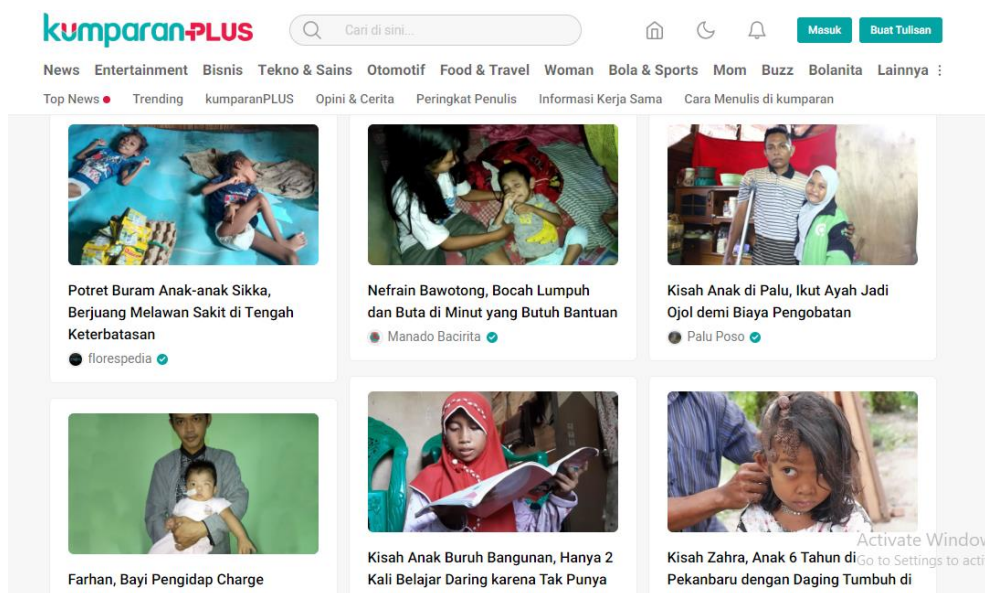 kumparanPLUS
Cari di sini...
Masuk
Buat Tulisan
News Entertainment Bisnis Tekno & Sains Otomotif Food & Travel Woman Bola & Sports Mom Buzz Bolanita Lainnya
Top News Trending kumparanPLUS Opini & Cerita Peringkat Penulis Informasi Kerja Sama Cara Menulis di kumparan
Potret Buram Anak-anak Sikka,
Berjuang Melawan Sakit di Tengah
Keterbatasan
florespedia
Nefrain Bawotong, Bocah Lumpuh
dan Buta di Minut yang Butuh Bantuan
Manado Bacirita
Kisah Anak di Palu, Ikut Ayah Jadi
Ojol demi Biaya Pengobatan
Palu Poso
Farhan, Bayi Pengidap Charge
Kisah Anak Buruh Bangunan, Hanya 2
Kali Belajar Daring karena Tak Punya
Kisah Zahra, Anak 6 Tahun di
Pekanbaru dengan Daging Tumbuh di
Activate Window
Go to Settings to acti